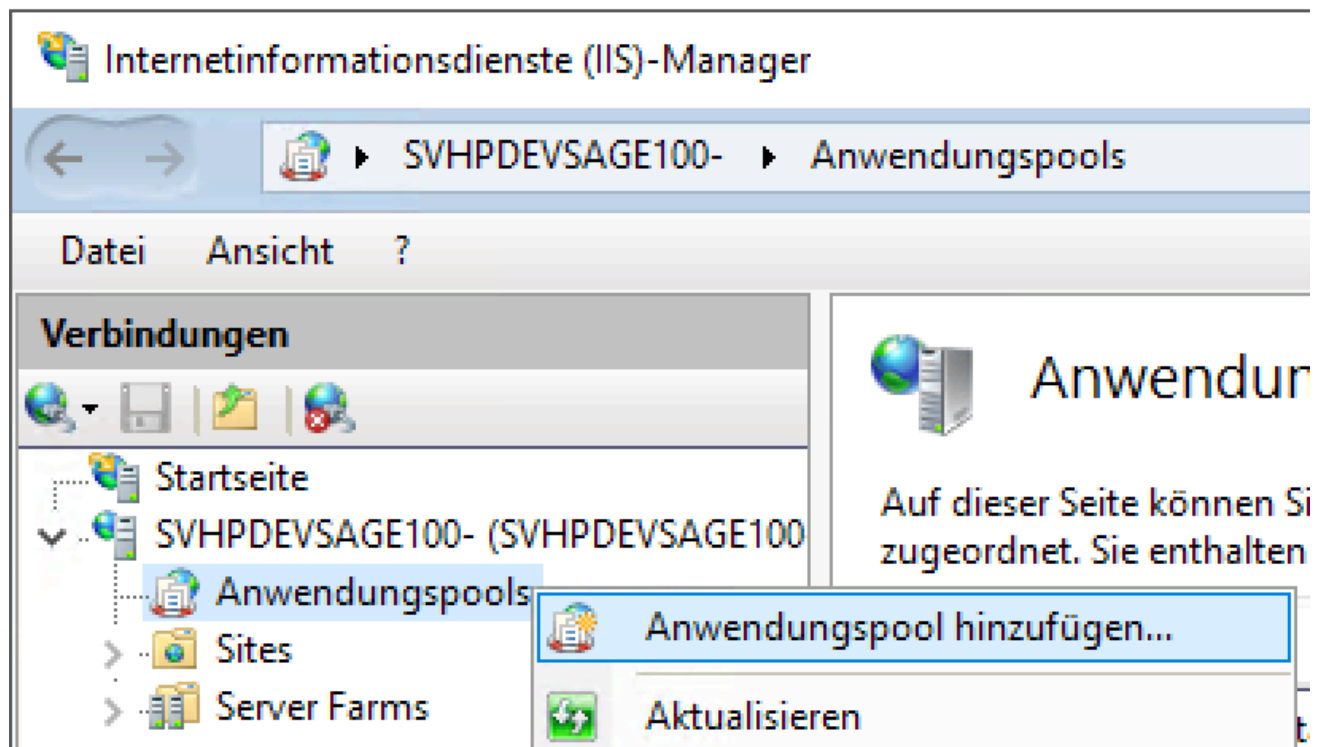 Internetinformationsdienste (IIS)-Manager
SVHPDEVSAGE100- Anwendungspools
Datei Ansicht ?
Verbindungen
Startseite
SVHPDEVSAGE100- (SVHPDEVSAGE100
Anwendungspools
Sites
Server Farms
Anwendun
Auf dieser Seite können Si
zugeordnet. Sie enthalten
Anwendungspool hinzufügen...
Aktualisieren